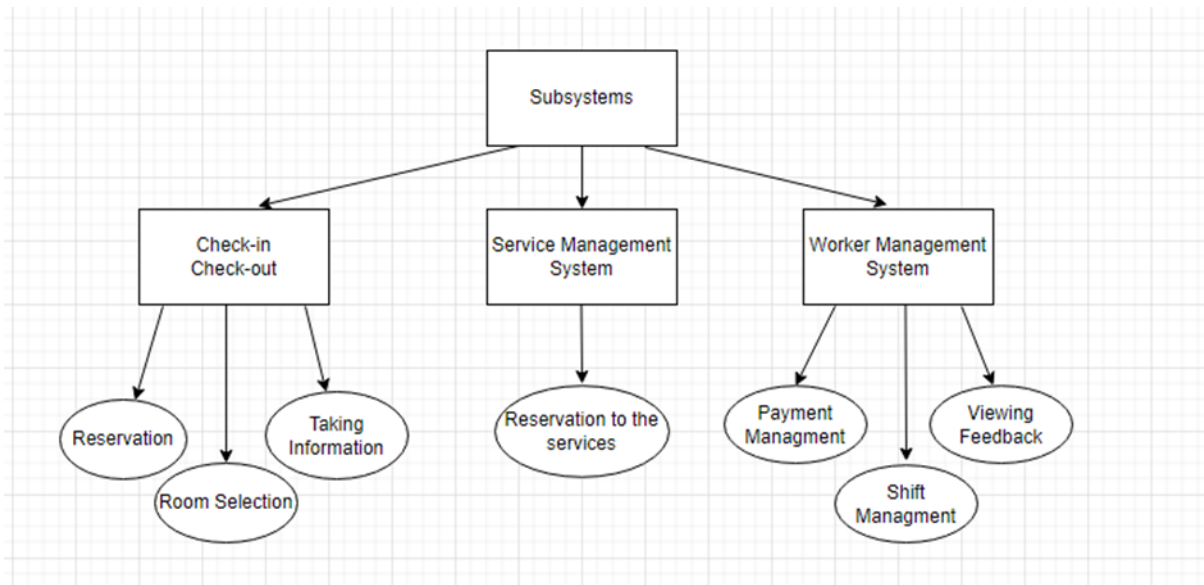 Subsystems
Check-in
Check-out
Service Management
System
Worker Management
System
Reservation
Room Selection
Taking
Information
Reservation to the
services
Payment
Managment
Shift
Managment
Viewing
Feedback